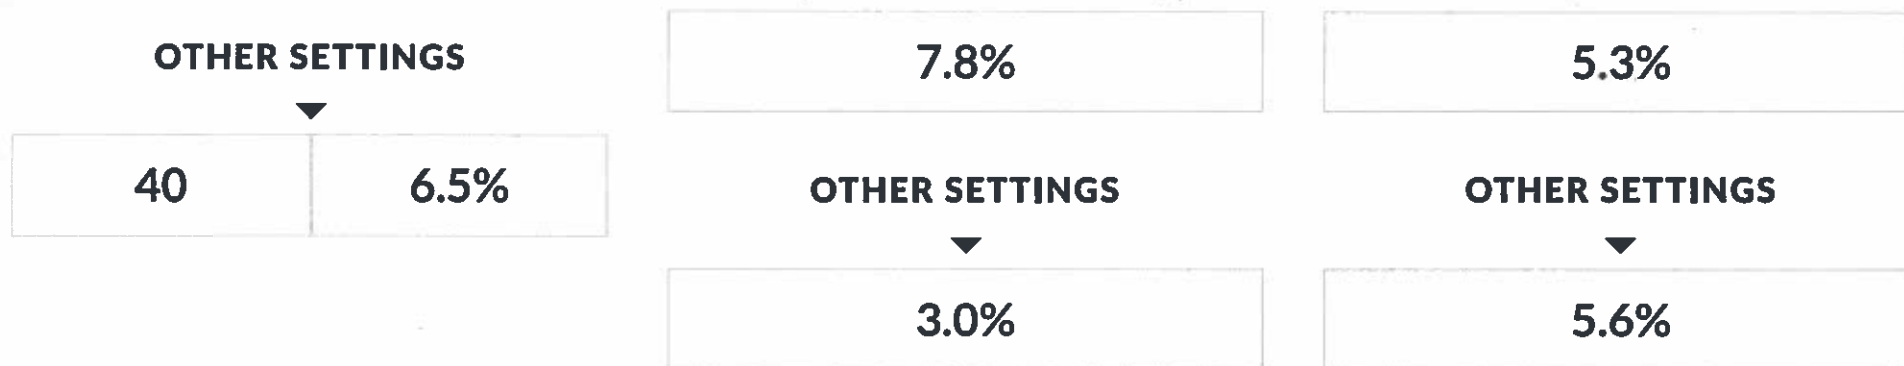 OTHER SETTINGS
40 6.5%
7.8%
OTHER SETTINGS
3.0%
5.3%
OTHER SETTINGS
5.6%